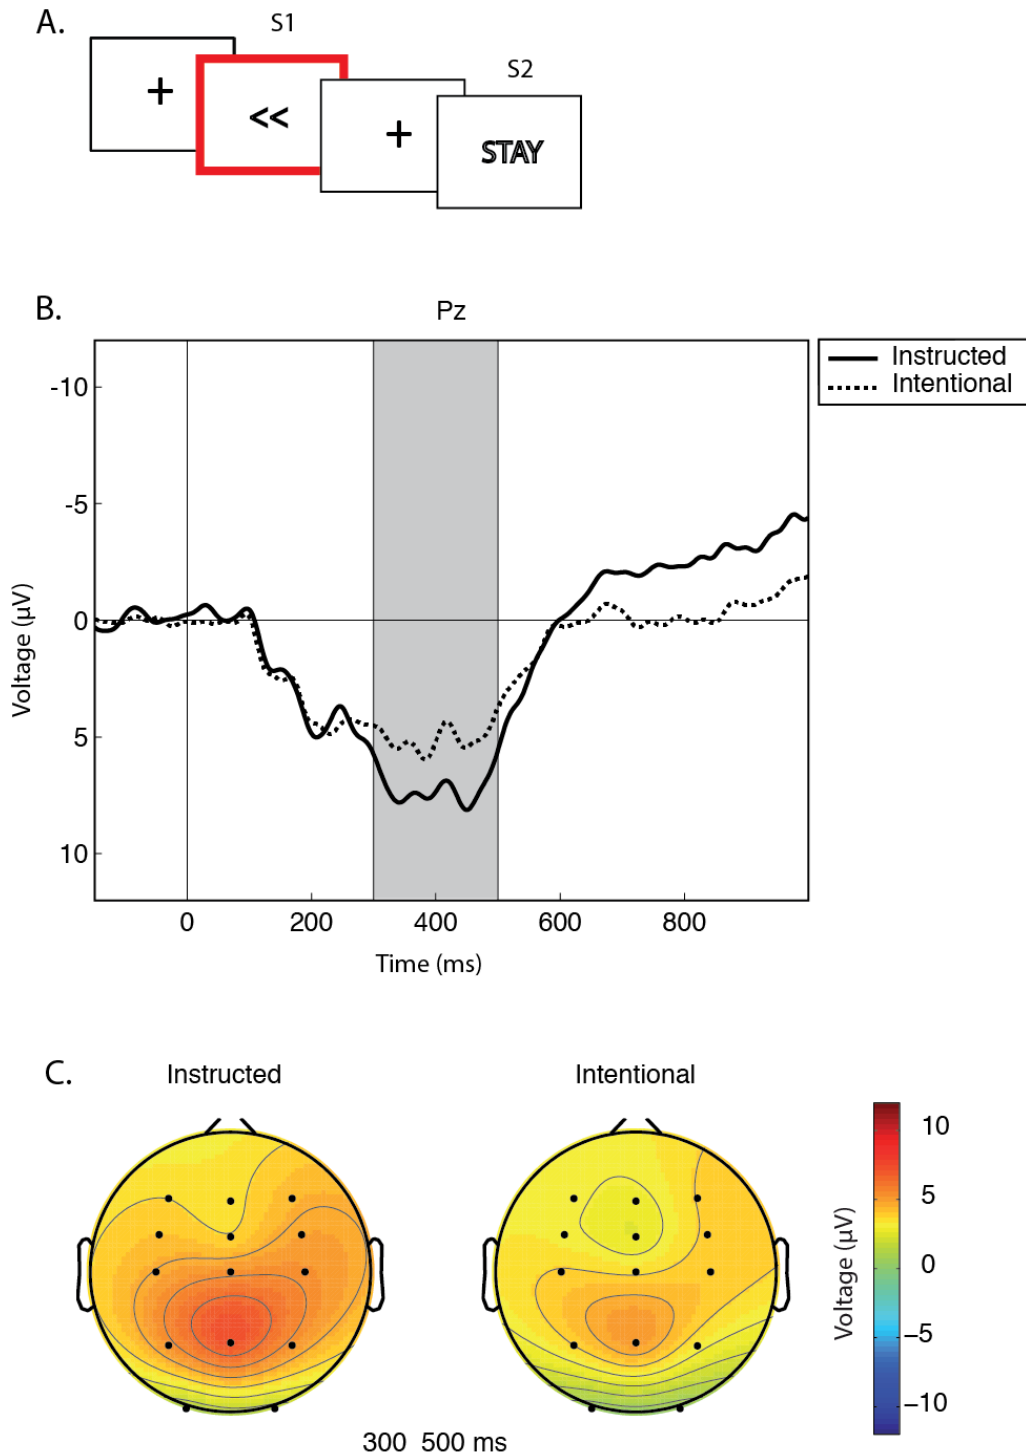 A.
S1
S2
+
<<
+
STAY
B.
Pz
Instructed
Intentional
-10
-5
0
5
10
Voltage (µV)
0 200 400 600 800
Time (ms)
C.
Instructed Intentional
10
5
0
−5
−10
Voltage (µV)
300 500 ms